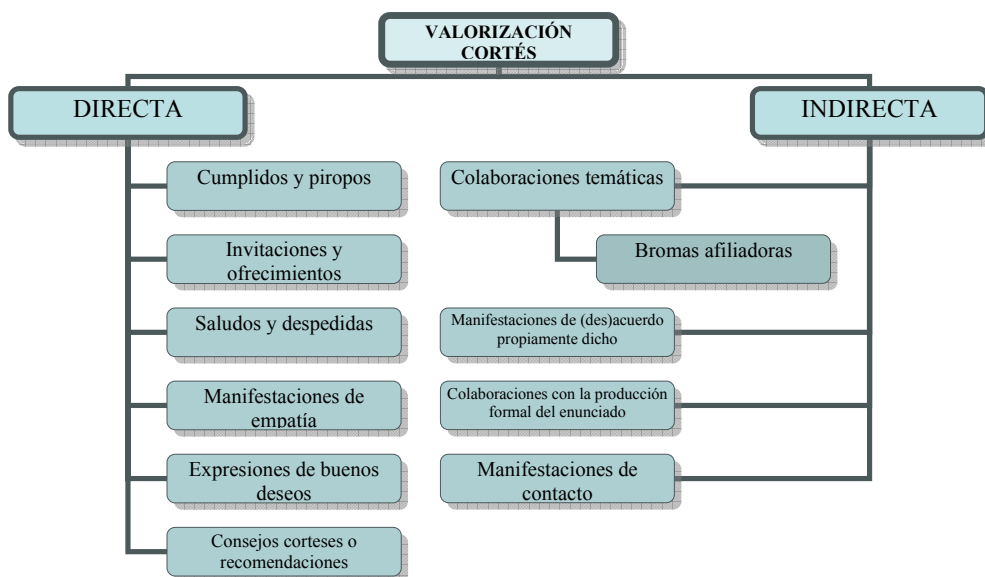 VALORIZACIÓN
CORTÉS
DIRECTA
INDIRECTA
Cumplidos y piropos
Invitaciones y
ofrecimientos
Saludos y despedidas
Manifestaciones de
empatía
Expresiones de buenos
deseos
Consejos corteses o
recomendaciones
Colaboraciones temáticas
Bromas afiliadoras
Manifestaciones de (des)acuerdo
propiamente dicho
Colaboraciones con la producción
formal del enunciado
Manifestaciones de
contacto